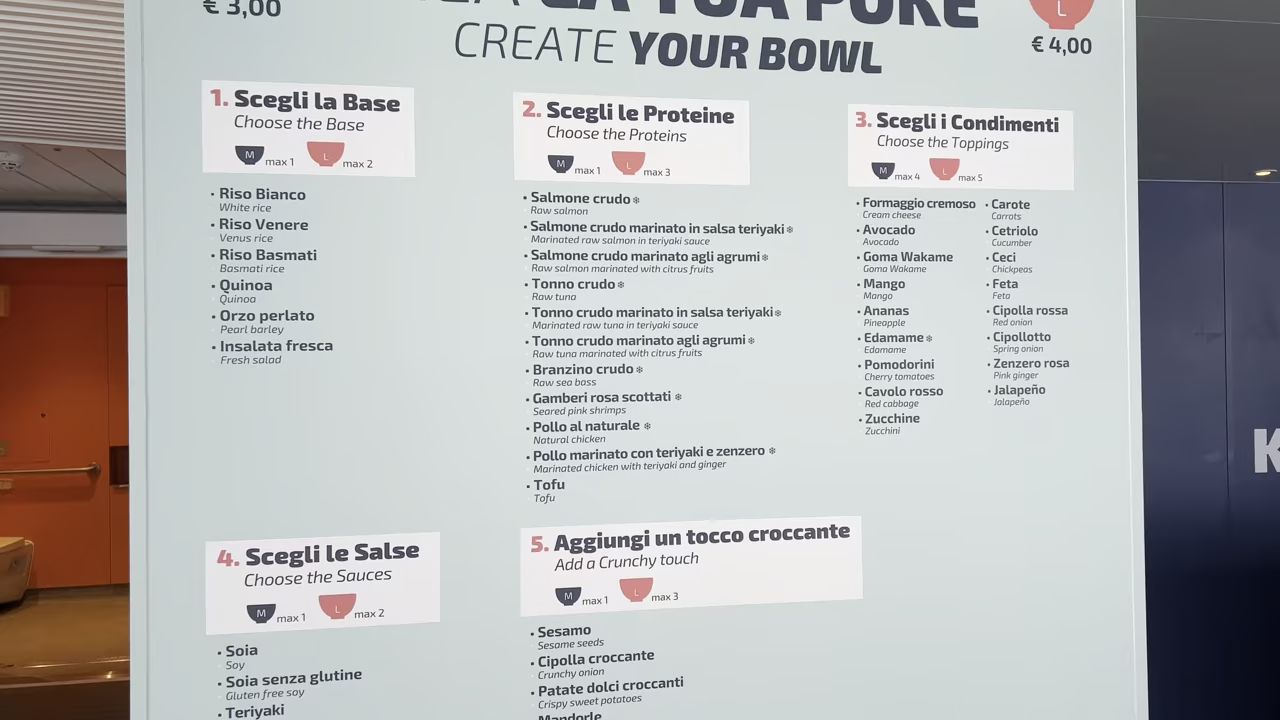 € 3,00
LA TUA POKE
€ 4,00
L
CREATE YOUR BOWL
1. Scegli la Base
Choose the Base
M max 1 L max 2
• Riso Bianco
White rice
• Riso Venere
Venus rice
• Riso Basmati
Basmati rice
• Quinoa
Quinoa
• Orzo perlato
Pearl barley
• Insalata fresca
Fresh salad
2. Scegli le Proteine
Choose the Proteins
M max 1 L max 3
• Salmone crudo❄
Raw salmon
• Salmone crudo marinato in salsa teriyaki❄
Marinated raw salmon in teriyaki sauce
• Salmone crudo marinato agli agrumi❄
Raw salmon marinated with citrus fruits
• Tonno crudo❄
Raw tuna
• Tonno crudo marinato in salsa teriyaki❄
Marinated raw tuna in teriyaki sauce
• Tonno crudo marinato agli agrumi❄
Raw tuna marinated with citrus fruits
• Branzino crudo❄
Raw sea bass
• Gamberi rosa scottati ❄
Seared pink shrimps
• Pollo al naturale ❄
Natural chicken
• Pollo marinato con teriyaki e zenzero ❄
Marinated chicken with teriyaki and ginger
• Tofu
Tofu
3. Scegli i Condimenti
Choose the Toppings
M max 4 L max 5
• Formaggio cremoso
Cream cheese
• Avocado
Avocado
• Goma Wakame
Goma Wakame
• Mango
Mango
• Ananas
Pineapple
• Edamame❄
Edamame
• Pomodorini
Cherry tomatoes
• Cavolo rosso
Red cabbage
• Zucchine
Zucchini
• Carote
Carrots
• Cetriolo
Cucumber
• Ceci
Chickpeas
• Feta
Feta
• Cipolla rossa
Red onion
• Cipollotto
Spring onion
• Zenzero rosa
Pink ginger
• Jalapeño
Jalapeño
4. Scegli le Salse
Choose the Sauces
M max 1 L max 2
• Soia
Soy
• Soia senza glutine
Gluten free soy
• Teriyaki
5. Aggiungi un tocco croccante
Add a Crunchy touch
M max 1 L max 3
• Sesamo
Sesame seeds
• Cipolla croccante
Crunchy onion
• Patate dolci croccanti
Crispy sweet potatoes
Mandorle
K